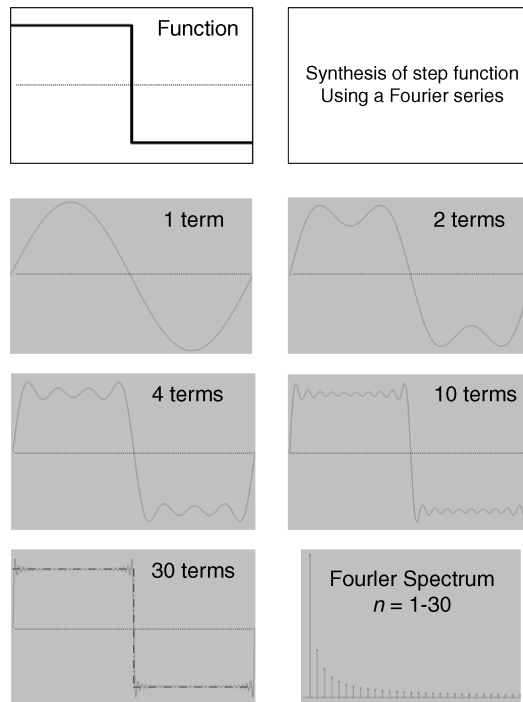 Function
Synthesis of step function
Using a Fourier series
1 term
2 terms
4 terms
10 terms
30 terms
Fourler Spectrum
n = 1-30